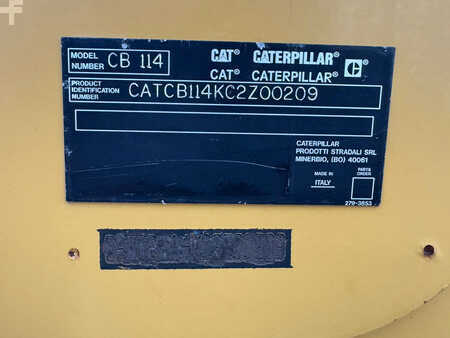 MODEL NUMBER CB 114 CAT® CATERPILLAR®
CAT® CATERPILLAR®
PRODUCT IDENTIFICATION NUMBER CATCB114KC2Z00209
CATERPILLAR
PRODOTTI STRADALI SRL
MINERBIO, (BO) 40061
MADE IN
ITALY
PARTS ORDER
279-3853